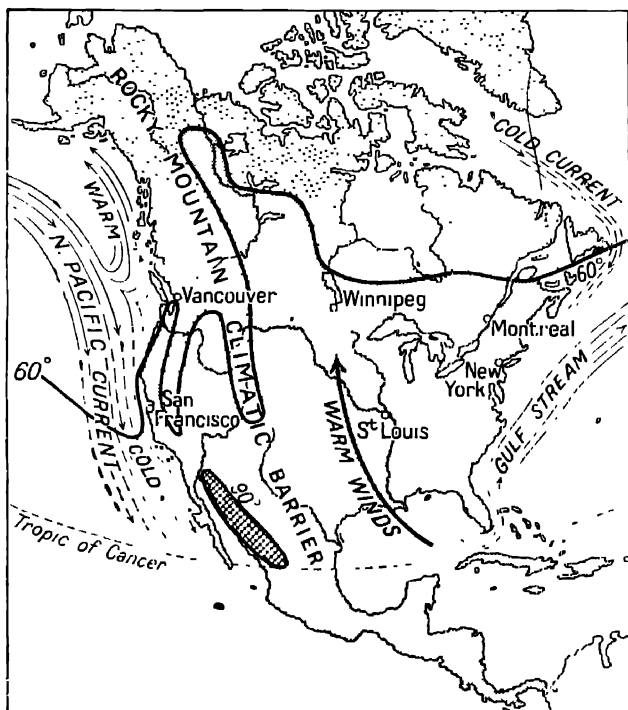 ROCKY MOUNTAIN CLIMATIC BARRIER
COLD CURRENT
WARM
N. PACIFIC CURRENT
60°
Vancouver
Winnipeg
Montreal
New
York
60°
San
Francisco
St Louis
GULF STREAM
COLD
WARM WINDS
90°
Tropic of Cancer